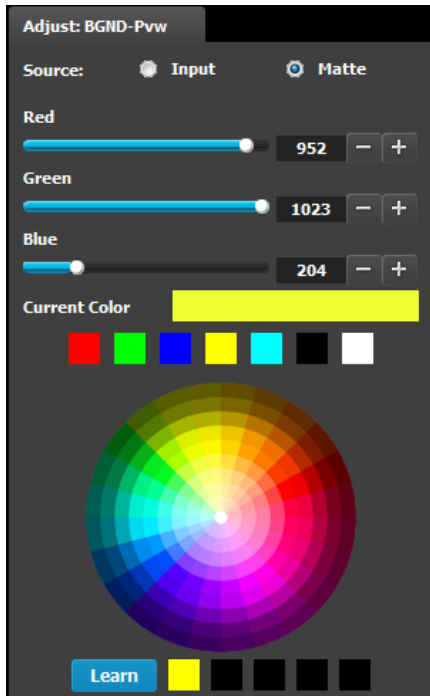 Adjust: BGND-Pvw
Source: Input Matte
Red
952 − +
Green
1023 − +
Blue
204 − +
Current Color
Learn